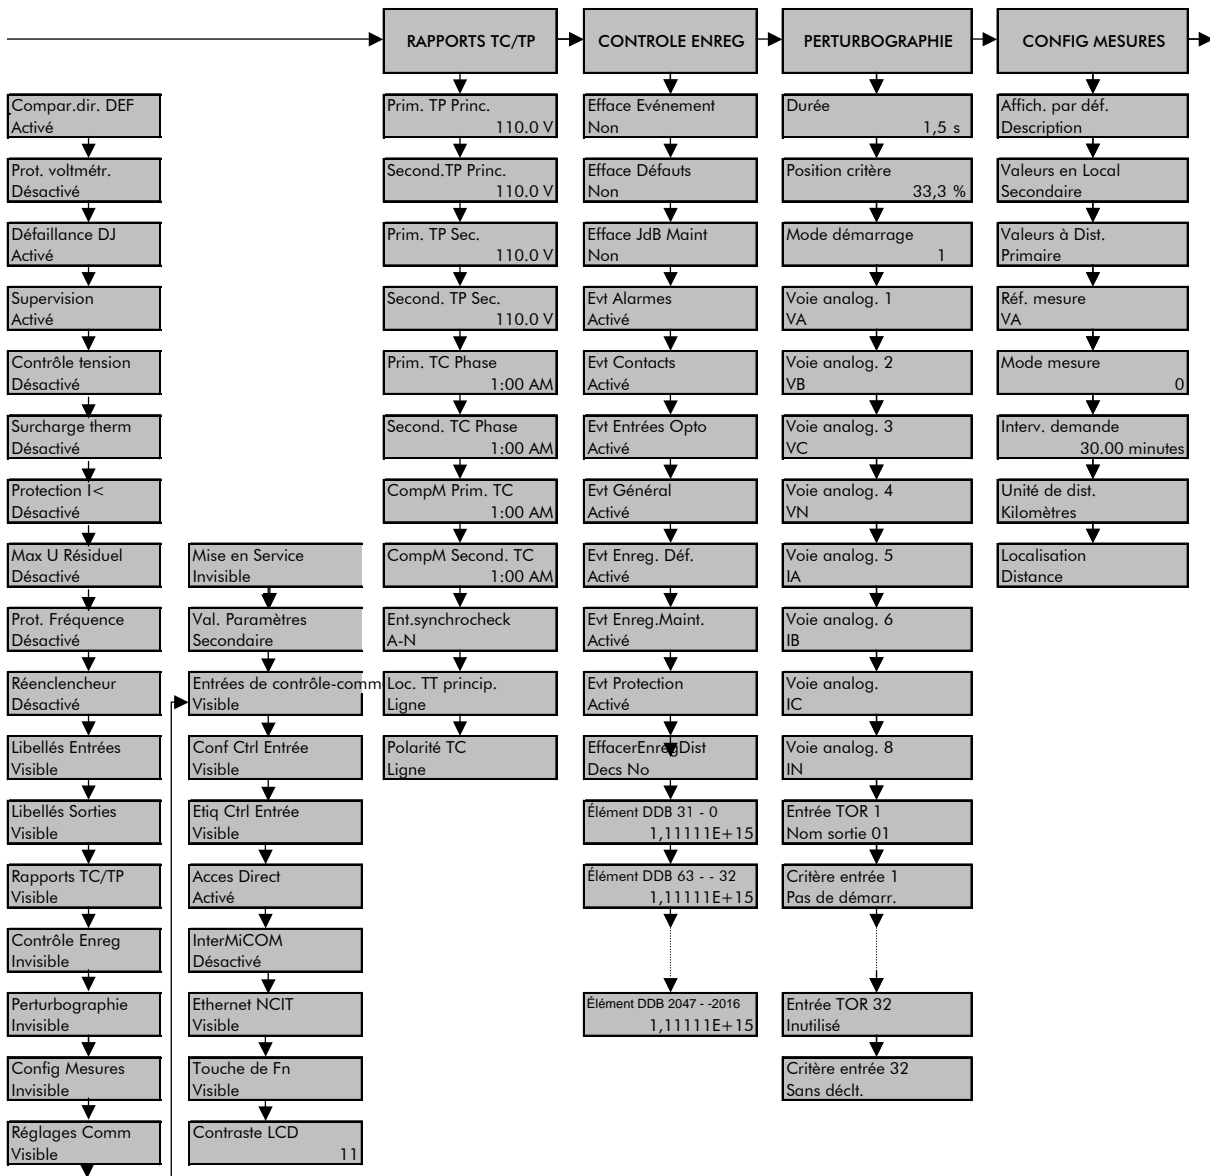 RAPPORTS TC/TP
CONTROLE ENREG
PERTURBOGRAPHIE
CONFIG MESURES
Compar.dir. DEF
Activé
Prot. voltmétr.
Désactivé
Défaillance DJ
Activé
Supervision
Activé
Contrôle tension
Désactivé
Surcharge therm
Désactivé
Protection I<
Désactivé
Max U Résiduel
Désactivé
Prot. Fréquence
Désactivé
Réenclencheur
Désactivé
Libellés Entrées
Visible
Libellés Sorties
Visible
Rapports TC/TP
Visible
Contrôle Enreg
Invisible
Perturbographie
Invisible
Config Mesures
Invisible
Réglages Comm
Visible
Mise en Service
Invisible
Val. Paramètres
Secondaire
Entrées de contrôle-comm
Visible
Conf Ctrl Entrée
Visible
Etiq Ctrl Entrée
Visible
Acces Direct
Activé
InterMiCOM
Désactivé
Ethernet NCIT
Visible
Touche de Fn
Visible
Contraste LCD
11
Prim. TP Princ.
110.0 V
Second.TP Princ.
110.0 V
Prim. TP Sec.
110.0 V
Second. TP Sec.
110.0 V
Prim. TC Phase
1:00 AM
Second. TC Phase
1:00 AM
CompM Prim. TC
1:00 AM
CompM Second. TC
1:00 AM
Ent.synchrocheck
A-N
Loc. TT princip.
Ligne
Polarité TC
Ligne
Efface Evénement
Non
Efface Défauts
Non
Efface JdB Maint
Non
Evt Alarmes
Activé
Evt Contacts
Activé
Evt Entrées Opto
Activé
Evt Général
Activé
Evt Enreg. Déf.
Activé
Evt Enreg.Maint.
Activé
Evt Protection
Activé
EffacerEnregDist
Decs No
Élément DDB 31 - 0
1,11111E+15
Élément DDB 63 - - 32
1,11111E+15
Élément DDB 2047 - -2016
1,11111E+15
Durée
1,5 s
Position critère
33,3 %
Mode démarrage
1
Voie analog. 1
VA
Voie analog. 2
VB
Voie analog. 3
VC
Voie analog. 4
VN
Voie analog. 5
IA
Voie analog. 6
IB
Voie analog.
IC
Voie analog. 8
IN
Entrée TOR 1
Nom sortie 01
Critère entrée 1
Pas de démarr.
Entrée TOR 32
Inutilisé
Critère entrée 32
Sans déclt.
Affich. par déf.
Description
Valeurs en Local
Secondaire
Valeurs à Dist.
Primaire
Réf. mesure
VA
Mode mesure
0
Interv. demande
30.00 minutes
Unité de dist.
Kilomètres
Localisation
Distance